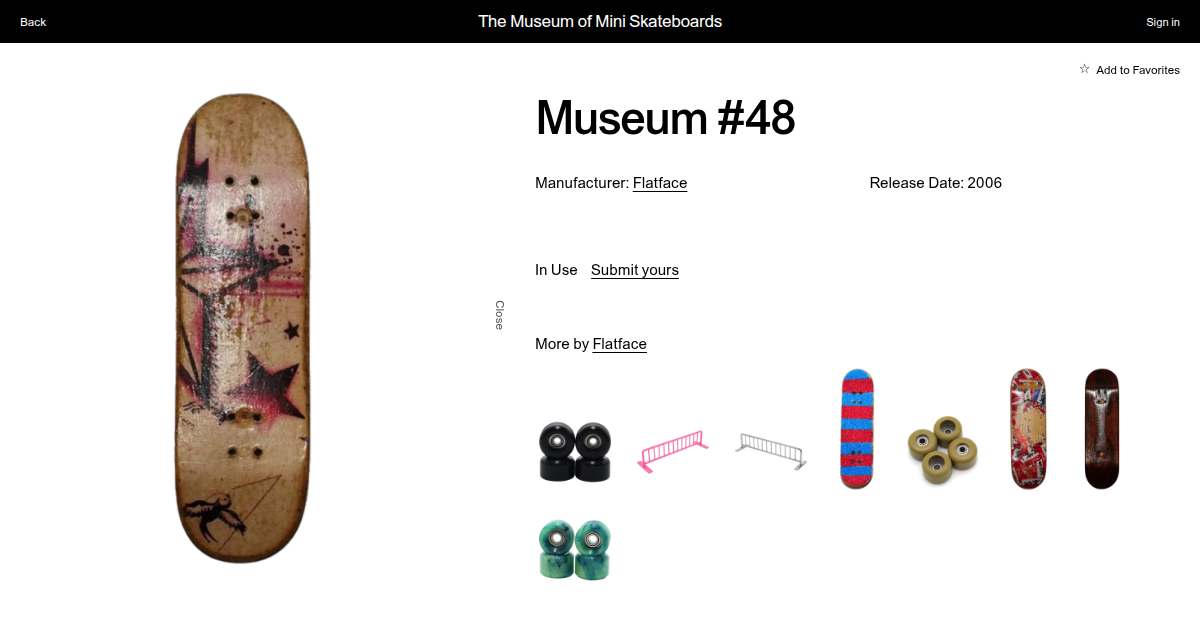 Back
The Museum of Mini Skateboards
Sign in
☆ Add to Favorites
Museum #48
Manufacturer: Flatface
Release Date: 2006
In Use Submit yours
Close
More by Flatface